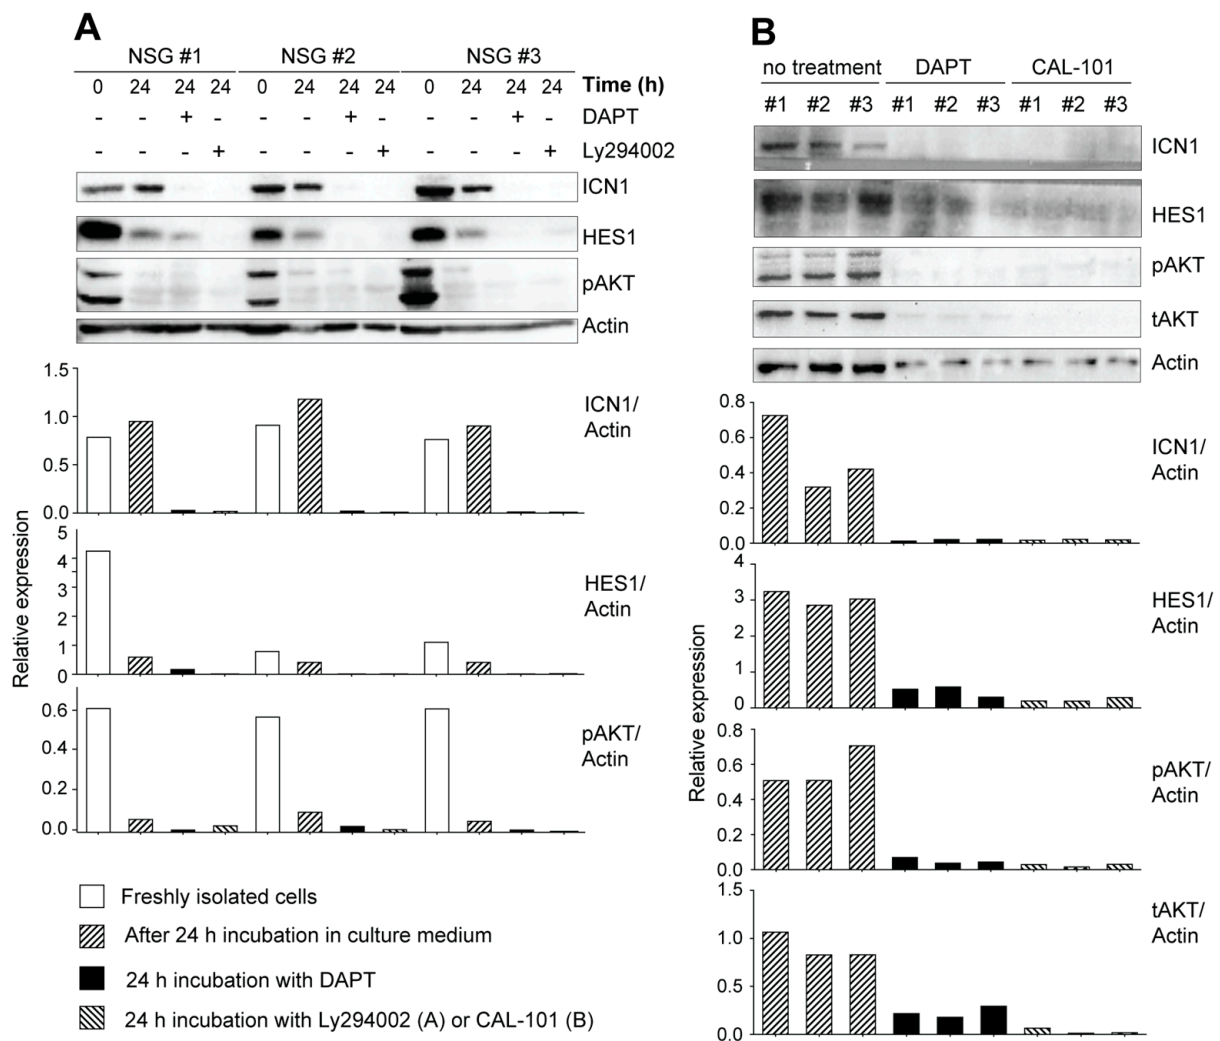 A
NSG #1 NSG #2 NSG #3
0 24 24 24 0 24 24 24 0 24 24 24 Time (h)
- - + - - - + - - - + - DAPT
- - - + - - - + - - - + Ly294002
ICN1
HES1
pAKT
Actin
1.5
1.0
0.5
0.0
ICN1/
Actin
5
4
3
2
1
0
HES1/
Actin
0.6
0.4
0.2
0.0
pAKT/
Actin
Relative expression
Freshly isolated cells
After 24 h incubation in culture medium
24 h incubation with DAPT
24 h incubation with Ly294002 (A) or CAL-101 (B)
B
no treatment DAPT CAL-101
#1 #2 #3 #1 #2 #3 #1 #2 #3
ICN1
HES1
pAKT
tAKT
Actin
0.8
0.6
0.4
0.2
0.0
ICN1/
Actin
4
3
2
1
0
HES1/
Actin
0.8
0.6
0.4
0.2
0.0
pAKT/
Actin
1.5
1.0
0.5
0.0
tAKT/
Actin
Relative expression